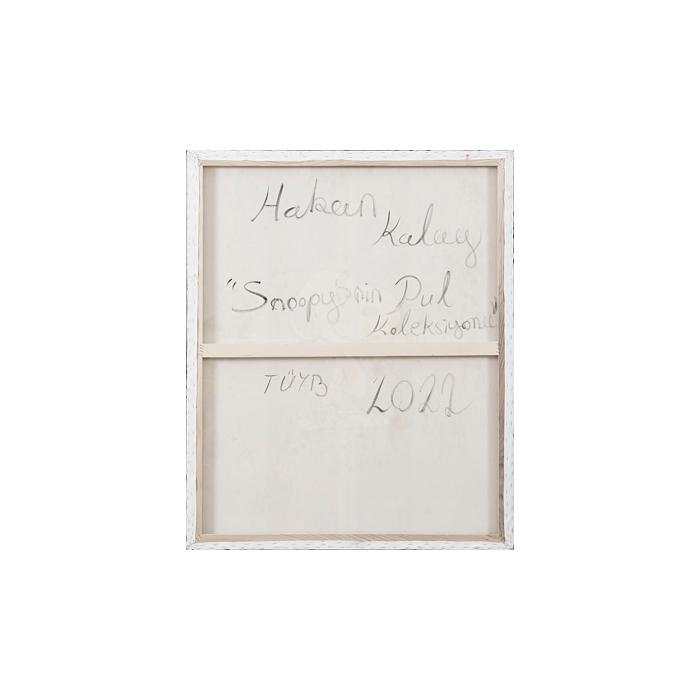 Hakan
Kalay
"Snoopy'nin Pul
Koleksiyonu"
TÜYB 2022